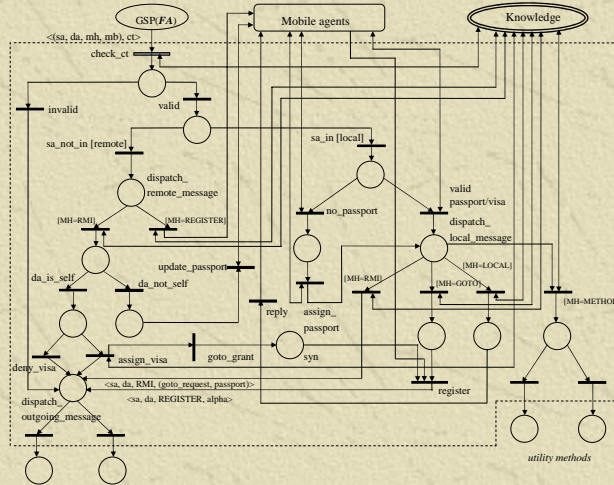 GSP(FA)
Mobile agents
Knowledge
<(sa, da, mh, mb), ct>
check_ct
invalid
valid
sa_not_in [remote]
sa_in [local]
dispatch_
remote_message
no_passport
valid
passport/visa
dispatch_
local_message
[MH=RMI]
[MH=REGISTER]
[MH=RMI]
[MH=GOTO]
[MH=LOCAL]
[MH=METHOD
da_is_self
da_not_self
update_passport
reply
assign_
passport
deny_visa
assign_visa
goto_grant
syn
<sa, da, RMI, (goto_request, passport)>
register
dispatch_
outgoing_message
<sa, da, REGISTER, alpha>
utility methods